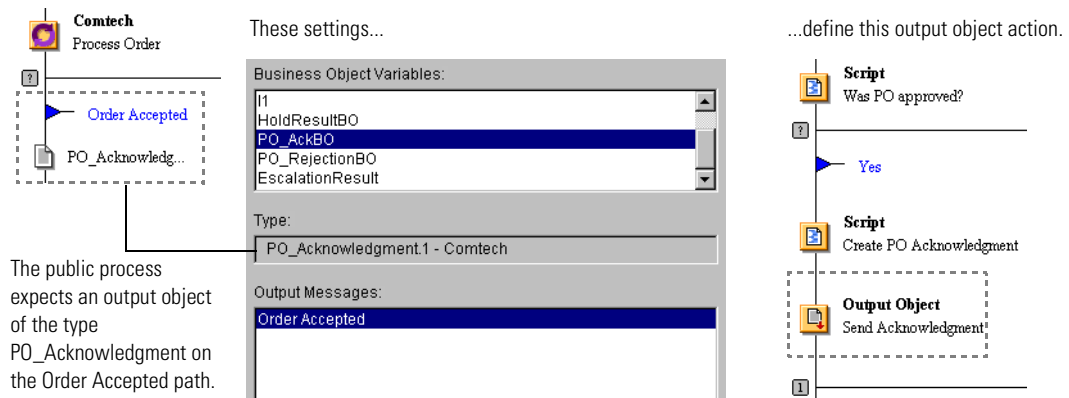 Comtech
Process Order
?
Order Accepted
PO_Acknowledg...
The public process
expects an output object
of the type
PO_Acknowledgment on
the Order Accepted path.
These settings...
Business Object Variables:
I1
HoldResultBO
PO_AckBO
PO_RejectionBO
EscalationResult
Type:
PO_Acknowledgment.1 - Comtech
Output Messages:
Order Accepted
...define this output object action.
Script
Was PO approved?
?
Yes
Script
Create PO Acknowledgment
Output Object
Send Acknowledgment
1